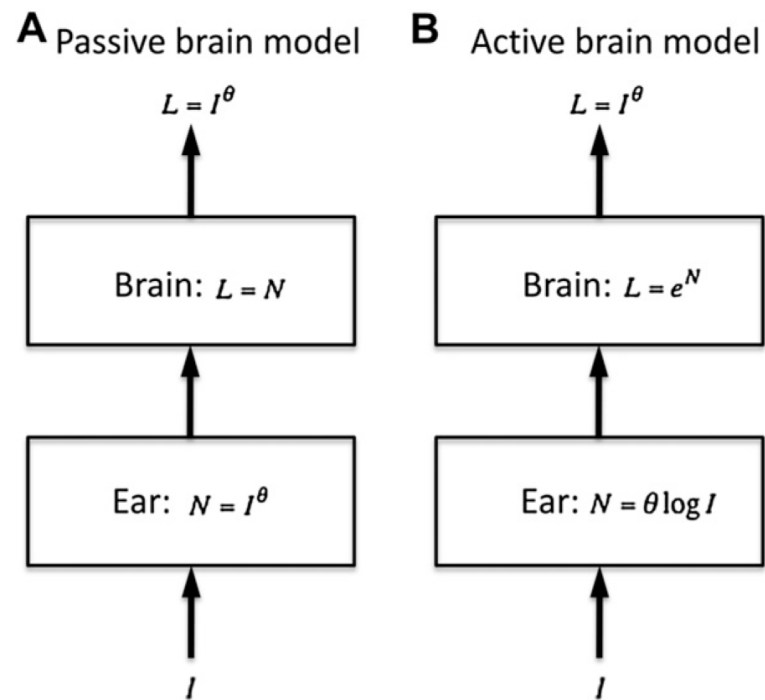 A Passive brain model
L = I^θ
Brain: L = N
Ear: N = I^θ
I
B Active brain model
L = I^θ
Brain: L = e^N
Ear: N = θ log I
I